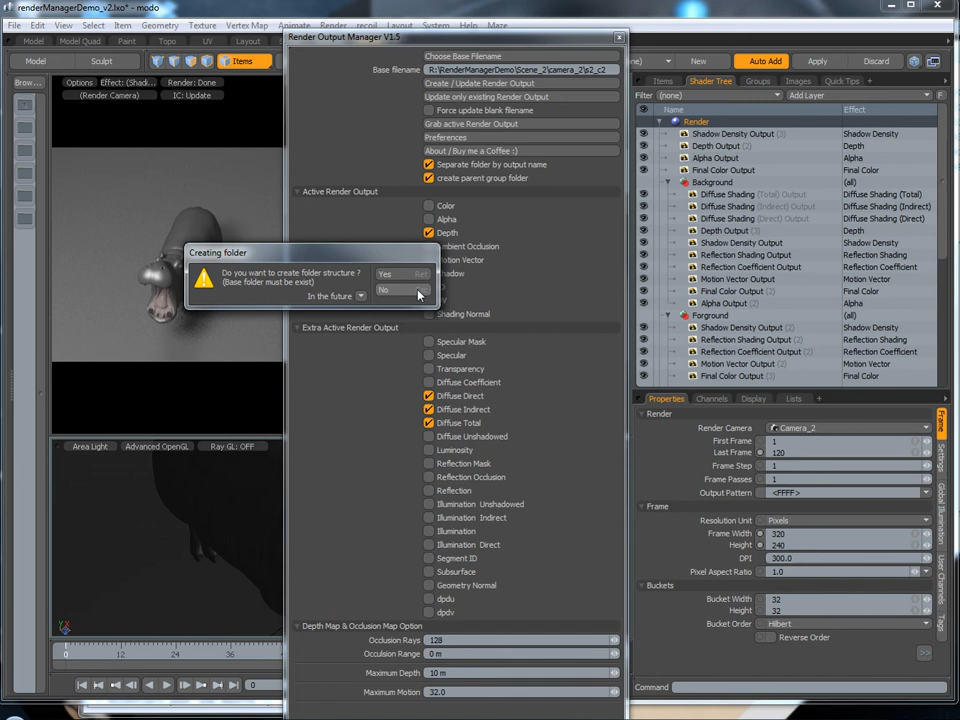 renderManagerDemo_v2.lxo* - modo
File Edit View Select Item Geometry Texture Vertex Map Animate Render recoil Layout System Help Maze
Model Model Quad Paint UV Layout
Model Sculpt Items
Auto Add Apply
New
(none)
Render Output Manager V1.5
x
Choose Base Filename
Base filename R:\RenderManagerDemo\Scene_2\camera_2\s2_c2
Create / Update Render Output
Update only existing Render Output
Force update blank filename
Grab active Render Output
Preferences
About / Buy me a Coffee :)
Separate folder by output name
create parent group folder
Active Render Output
Color
Alpha
Depth
mbient Occlusion
Motion Vector
hadow
Shading Normal
Extra Active Render Output
Specular Mask
Specular
Transparency
Diffuse Coefficient
Diffuse Direct
Diffuse Indirect
Diffuse Total
Diffuse Unshadowed
Luminosity
Reflection Mask
Reflection Occlusion
Reflection
Illumination Unshadowed
Illumination Indirect
Illumination
Illumination Direct
Segment ID
Subsurface
Geometry Normal
dpdu
dpdv
Depth Map & Occlusion Map Option
Occlusion Rays 128
Occulsion Range 0 m
Maximum Depth 10 m
Maximum Motion 32.0
Brow...
Options Effect: (Shad... Render: Done
(Render Camera) IC: Update
Creating folder
Do you want to create folder structure ?
(Base folder must be exist)
In the future
Yes Ret
No
Area Light Advanced OpenGL Ray GL: OFF
0 12 24 36
0
Items Shader Tree Groups Images Quick Tips +
Filter (none) Add Layer F
Name Effect
Render
Shadow Density Output (3) Shadow Density
Depth Output (2) Depth
Alpha Output Alpha
Final Color Output Final Color
Background (all)
Diffuse Shading (Total) Output Diffuse Shading (Total)
Diffuse Shading (Indirect) Output Diffuse Shading (Indirect)
Diffuse Shading (Direct) Output Diffuse Shading (Direct)
Depth Output (3) Depth
Shadow Density Output Shadow Density
Reflection Shading Output Reflection Shading
Reflection Coefficient Output Reflection Coefficient
Motion Vector Output Motion Vector
Final Color Output (2) Final Color
Alpha Output (2) Alpha
Forground (all)
Shadow Density Output (2) Shadow Density
Reflection Shading Output (2) Reflection Shading
Reflection Coefficient Output (2) Reflection Coefficient
Motion Vector Output (2) Motion Vector
Final Color Output (3) Final Color
Properties Channels Display Lists +
Render
Render Camera Camera_2
First Frame 1
Last Frame 120
Frame Step 1
Frame Passes 1
Output Pattern <FFFF>
Frame
Resolution Unit Pixels
Frame Width 320
Height 240
DPI 300.0
Pixel Aspect Ratio 1.0
Buckets
Bucket Width 32
Height 32
Bucket Order Hilbert
Reverse Order
>>
Command
Frame
Settings
Global Illumination
User Channels
Tags